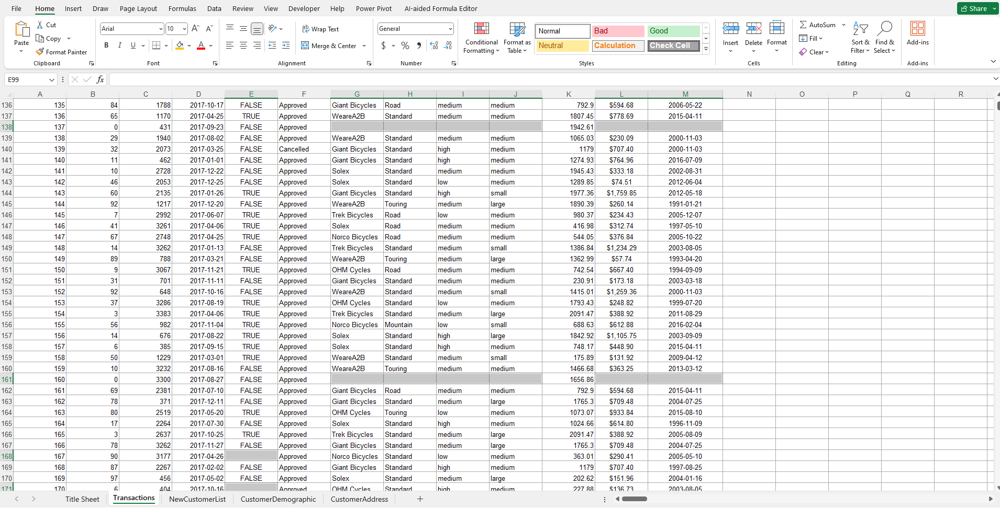 File Home Insert Draw Page Layout Formulas Data Review View Developer Help Power Pivot AI-aided Formula Editor Share
Paste Cut Copy Format Painter Clipboard
Arial 10 A A B I U A Font
ab Wrap Text Merge & Center Alignment
General $ % , Number
Conditional Formatting Format as Table Normal Bad Good Neutral Calculation Check Cell Styles
Insert Delete Format Cells
AutoSum Fill Clear Sort & Filter Find & Select Editing
Add-ins Add-ins
E99 fx
A B C D E F G H I J K L M N O P Q R
136 135 84 1788 2017-10-17 FALSE Approved Giant Bicycles Road medium medium 792.9 $594.68 2006-05-22
137 136 65 1170 2017-04-25 TRUE Approved WeareA2B Standard medium medium 1807.45 $778.69 2015-04-11
138 137 0 431 2017-09-23 FALSE Approved 1942.61
139 138 29 1940 2017-08-02 FALSE Approved WeareA2B Standard medium medium 1065.03 $230.09 2000-11-03
140 139 32 2073 2017-03-25 FALSE Cancelled Giant Bicycles Standard high medium 1179 $707.40 2000-11-03
141 140 11 462 2017-01-01 FALSE Approved Giant Bicycles Standard high medium 1274.93 $764.96 2016-07-09
142 141 10 2728 2017-12-22 FALSE Approved Solex Standard medium medium 1945.43 $333.18 2002-08-31
143 142 46 2053 2017-12-25 FALSE Approved Solex Standard low medium 1289.85 $74.51 2012-06-04
144 143 60 2135 2017-01-26 TRUE Approved Giant Bicycles Standard high small 1977.36 $1,759.85 2012-05-18
145 144 92 1217 2017-12-20 FALSE Approved WeareA2B Touring medium large 1890.39 $260.14 1991-01-21
146 145 7 2992 2017-06-07 TRUE Approved Trek Bicycles Road low medium 980.37 $234.43 2005-12-07
147 146 41 3261 2017-04-06 TRUE Approved Solex Road medium medium 416.98 $312.74 1997-05-10
148 147 67 2748 2017-04-25 TRUE Approved Norco Bicycles Road medium medium 544.05 $376.84 2005-10-22
149 148 14 3262 2017-01-13 FALSE Approved Trek Bicycles Standard medium small 1386.84 $1,234.29 2003-08-05
150 149 89 788 2017-03-21 FALSE Approved WeareA2B Touring medium large 1362.99 $57.74 1993-04-20
151 150 9 3067 2017-11-21 TRUE Approved OHM Cycles Road medium medium 742.54 $667.40 1994-09-09
152 151 31 701 2017-11-11 FALSE Approved Giant Bicycles Standard medium medium 230.91 $173.18 2003-03-18
153 152 92 648 2017-10-16 FALSE Approved WeareA2B Standard medium small 1415.01 $1,259.36 2000-11-03
154 153 37 3286 2017-08-19 TRUE Approved OHM Cycles Standard low medium 1793.43 $248.82 1999-07-20
155 154 3 3383 2017-04-06 TRUE Approved Trek Bicycles Standard medium large 2091.47 $388.92 2011-08-29
156 155 56 982 2017-11-04 TRUE Approved Norco Bicycles Mountain low small 688.63 $612.88 2016-02-04
157 156 14 676 2017-08-22 TRUE Approved Solex Standard high large 1842.92 $1,105.75 2003-09-09
158 157 6 385 2017-09-15 TRUE Approved Solex Standard high medium 748.17 $448.90 2015-04-11
159 158 50 1229 2017-03-01 TRUE Approved WeareA2B Standard medium small 175.89 $131.92 2009-04-12
160 159 10 3232 2017-08-16 FALSE Approved WeareA2B Touring medium medium 1466.68 $363.25 2013-03-12
161 160 0 3300 2017-08-27 FALSE Approved 1656.86
162 161 69 2381 2017-07-10 FALSE Approved Giant Bicycles Road medium medium 792.9 $594.68 2015-04-11
163 162 78 371 2017-12-11 FALSE Approved Giant Bicycles Standard medium large 1765.3 $709.48 2004-07-25
164 163 80 2519 2017-05-20 TRUE Approved OHM Cycles Touring low medium 1073.07 $933.84 2015-08-10
165 164 17 2264 2017-07-30 FALSE Approved Solex Standard high medium 1024.66 $614.80 1996-11-09
166 165 3 2637 2017-10-25 TRUE Approved Trek Bicycles Standard medium large 2091.47 $388.92 2005-08-09
167 166 78 3262 2017-11-27 FALSE Approved Giant Bicycles Standard medium large 1765.3 $709.48 2004-07-25
168 167 90 3177 2017-04-26 Approved Norco Bicycles Standard low medium 363.01 $290.41 2005-05-10
169 168 87 2267 2017-02-02 FALSE Approved Giant Bicycles Standard high medium 1179 $707.40 1997-08-25
170 169 97 456 2017-05-02 FALSE Approved Solex Standard medium large 202.62 $151.96 2004-01-16
171 170 6 404 2017-10-16 Approved OHM Cycles Standard high medium 227.88 $136.73 2003-08-05
Title Sheet Transactions NewCustomerList CustomerDemographic CustomerAddress